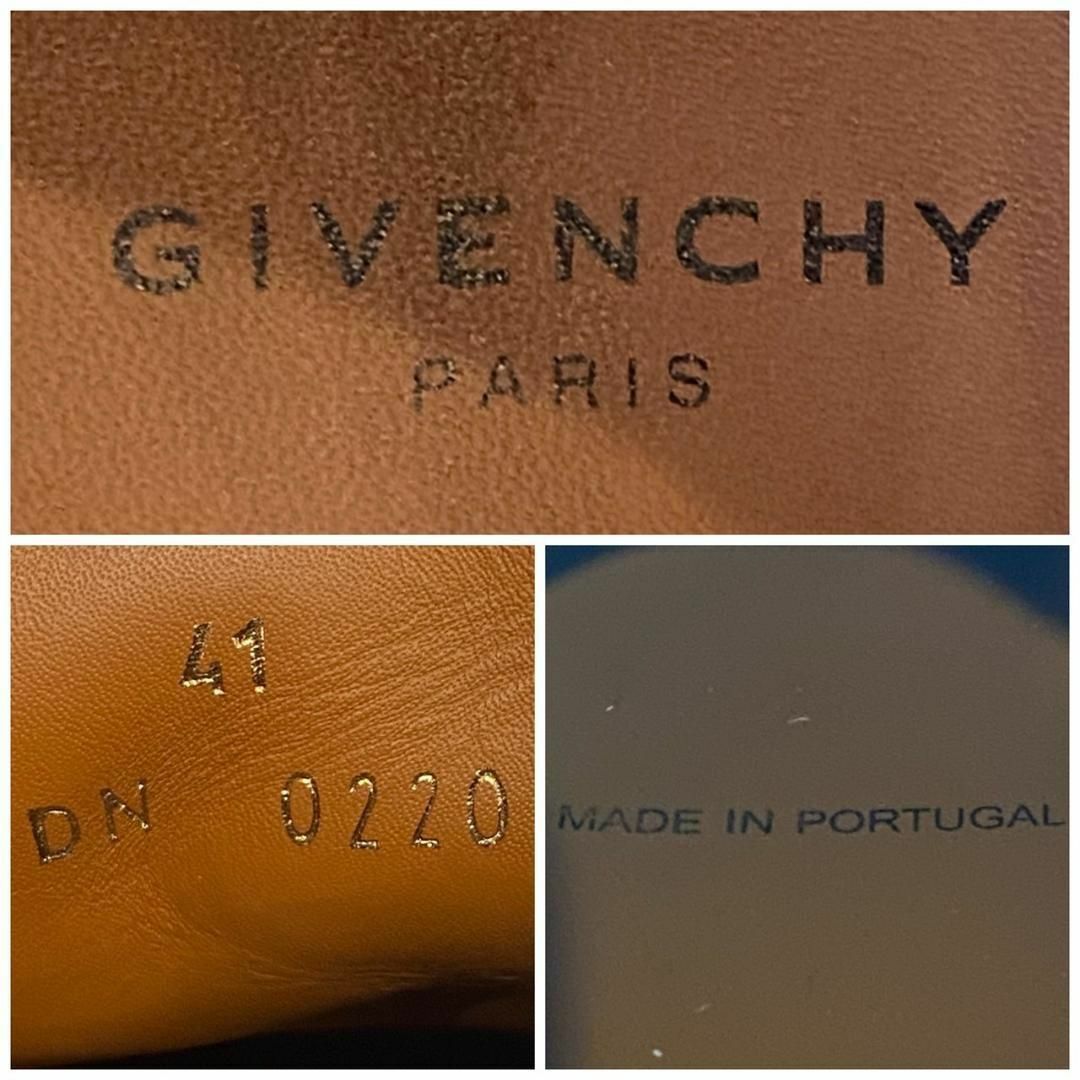 GIVENCHY
PARIS
41
DN 0220
MADE IN PORTUGAL